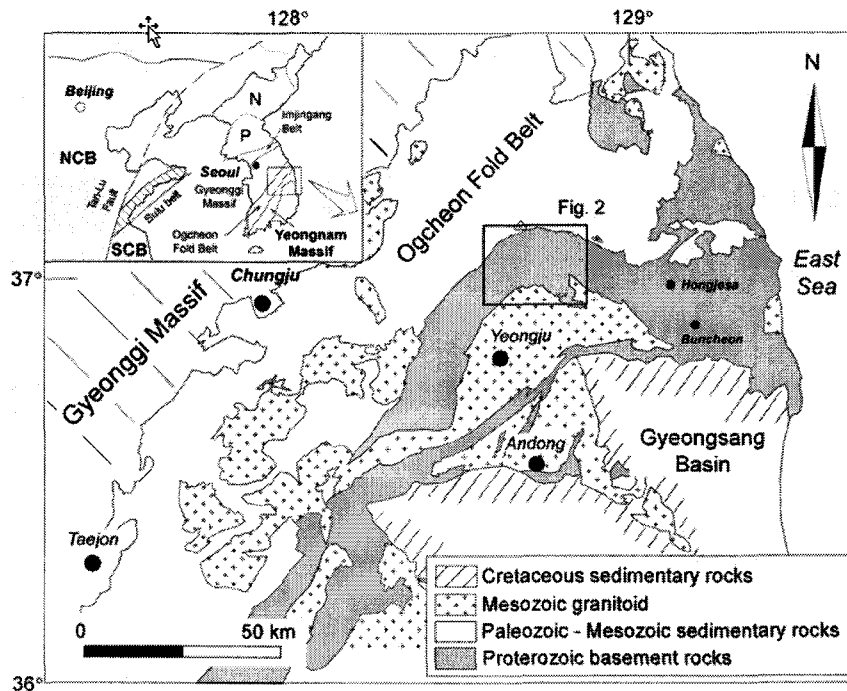 128°
129°
Beijing
N
Imjingang
Belt
P
NCB
Seoul
Gyeonggi
Massif
Tan-Lu
Fault
Sulu belt
Ogcheon
Fold Belt
Yeongnam
Massif
SCB
Ogcheon Fold Belt
N
Fig. 2
East
Sea
37°
Chungju
Hongjesa
Gyeonggi Massif
Yeongju
Buncheon
Andong
Gyeongsang
Basin
Taejon
0
50 km
Cretaceous sedimentary rocks
Mesozoic granitoid
Paleozoic - Mesozoic sedimentary rocks
Proterozoic basement rocks
36°